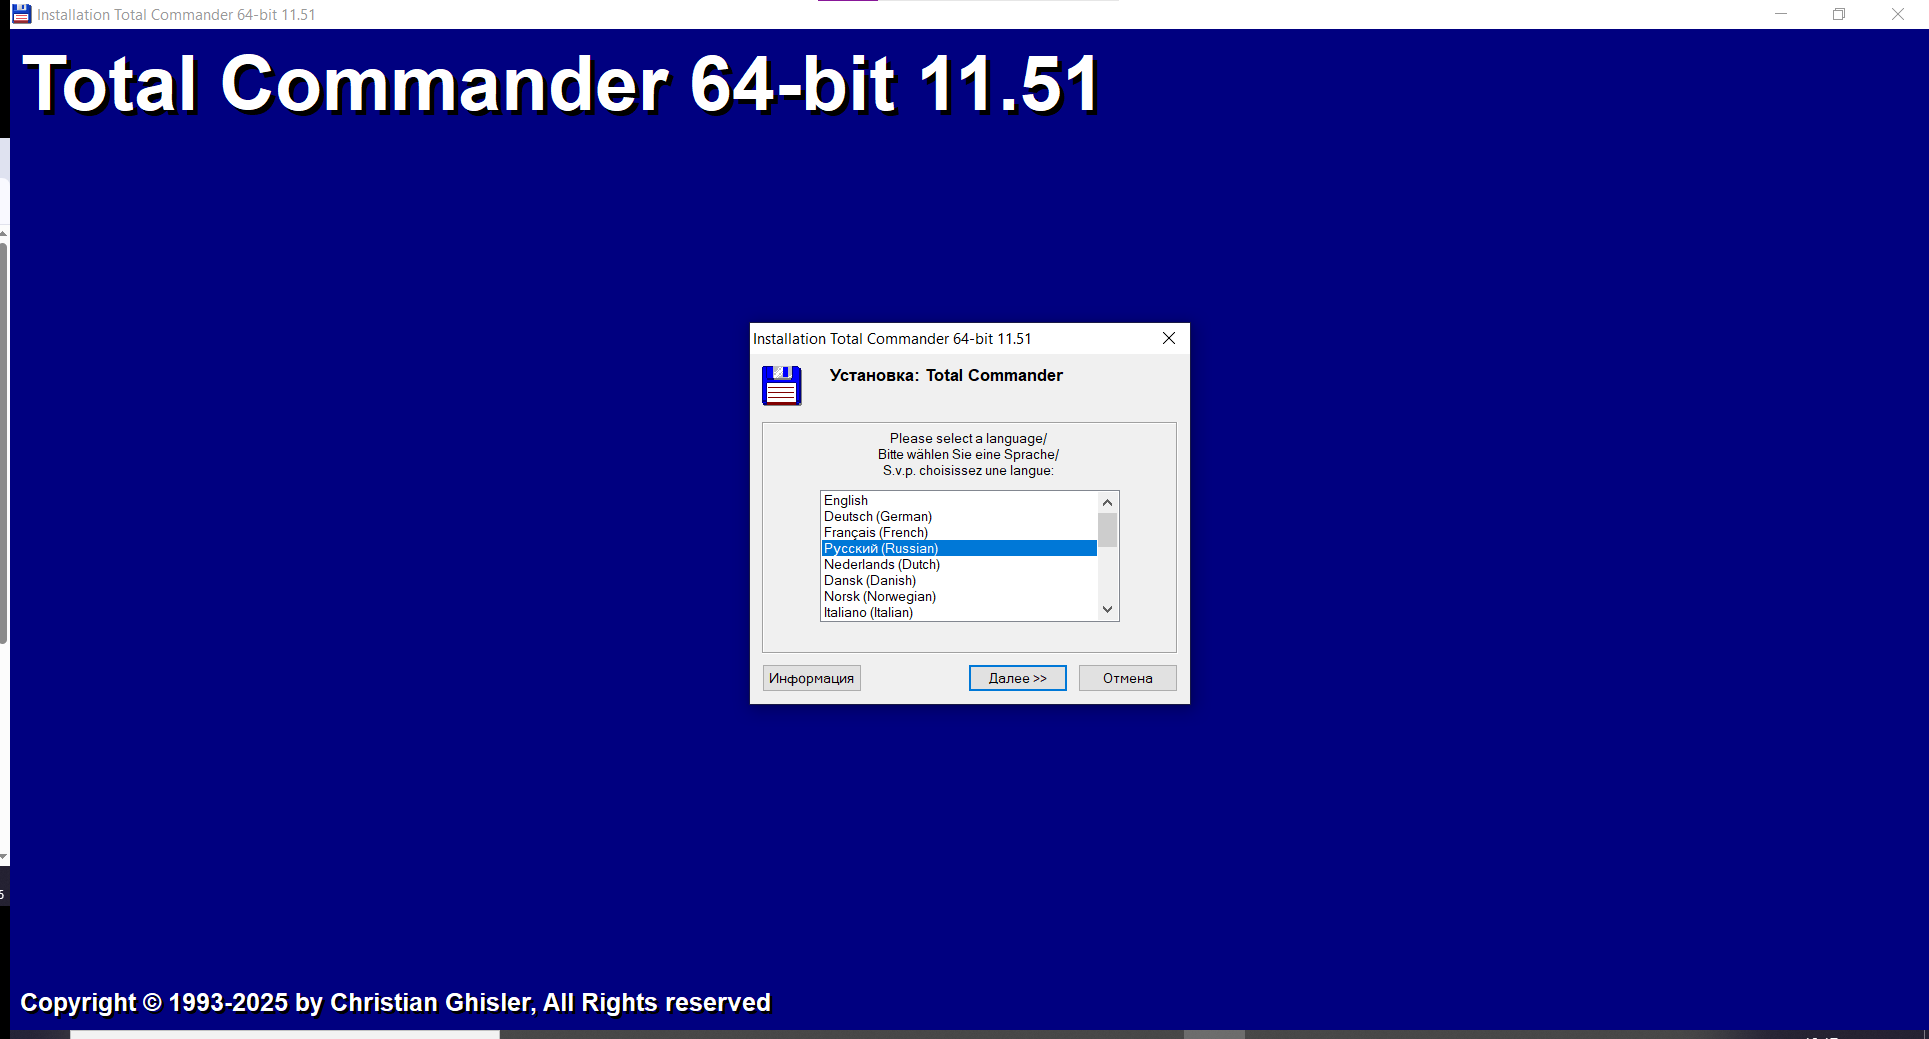 Installation Total Commander 64-bit 11.51
Total Commander 64-bit 11.51
Installation Total Commander 64-bit 11.51
Установка: Total Commander
Please select a language/
Bitte wählen Sie eine Sprache/
S.v.p. choisissez une langue:
English
Deutsch (German)
Français (French)
Русский (Russian)
Nederlands (Dutch)
Dansk (Danish)
Norsk (Norwegian)
Italiano (Italian)
Информация
Далее >>
Отмена
Copyright © 1993-2025 by Christian Ghisler, All Rights reserved